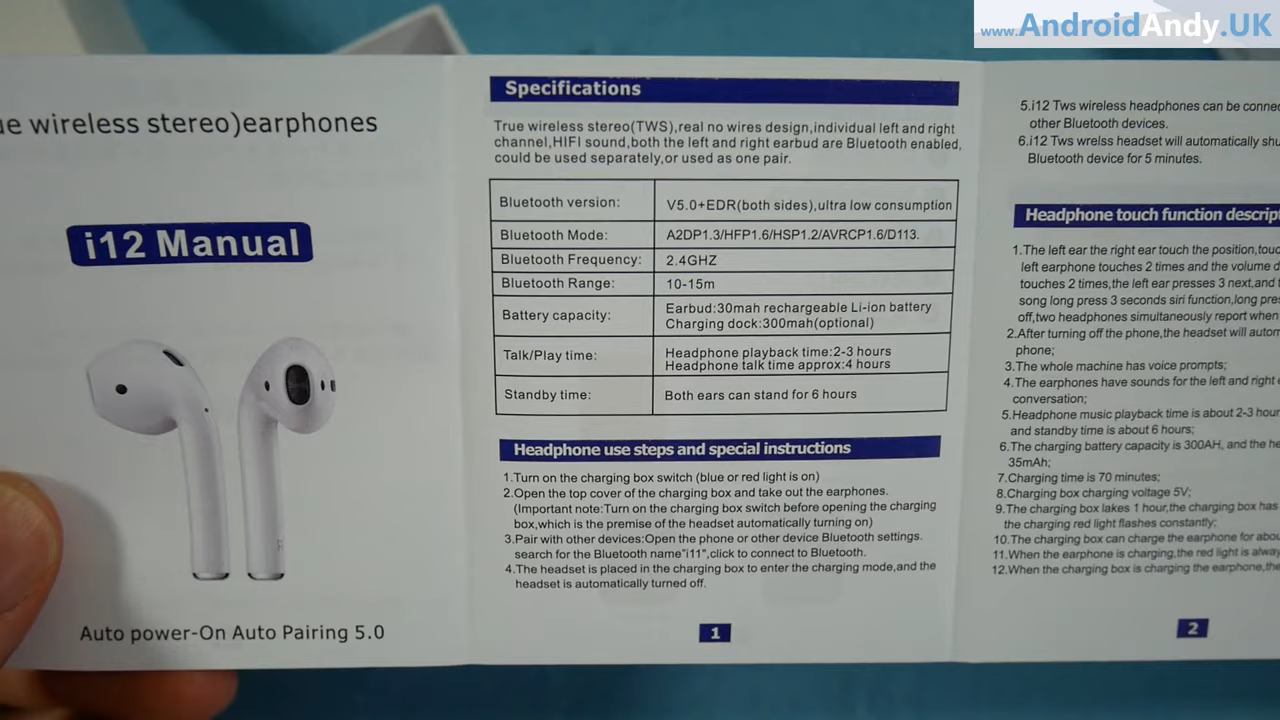 www.AndroidAndy.UK
wireless stereo)earphones
i12 Manual
Auto power-On Auto Pairing 5.0
Specifications
True wireless stereo(TWS),real no wires design,individual left and right
channel,HIFI sound,both the left and right earbud are Bluetooth enabled,
could be used separately,or used as one pair.
Bluetooth version: V5.0+EDR(both sides),ultra low consumption
Bluetooth Mode: A2DP1.3/HFP1.6/HSP1.2/AVRCP1.6/D113.
Bluetooth Frequency: 2.4GHZ
Bluetooth Range: 10-15m
Battery capacity: Earbud:30mah rechargeable Li-ion battery
Charging dock:300mah(optional)
Talk/Play time: Headphone playback time:2-3 hours
Headphone talk time approx:4 hours
Standby time: Both ears can stand for 6 hours
Headphone use steps and special instructions
1.Turn on the charging box switch (blue or red light is on)
2.Open the top cover of the charging box and take out the earphones.
(Important note:Turn on the charging box switch before opening the charging
box,which is the premise of the headset automatically turning on)
3.Pair with other devices:Open the phone or other device Bluetooth settings.
search for the Bluetooth name"i11",click to connect to Bluetooth.
4.The headset is placed in the charging box to enter the charging mode,and the
headset is automatically turned off.
1
5.i12 Tws wireless headphones can be
other Bluetooth devices.
6.i12 Tws wrelss headset will automatically
Bluetooth device for 5 minutes.
Headphone touch function
1.The left ear the right ear touch the position,
left earphone touches 2 times and the volume
touches 2 times,the left ear presses 3 next,and
song long press 3 seconds siri function,long
off,two headphones simultaneously report when
2.After turning off the phone,the headset will
phone;
3.The whole machine has voice prompts;
4.The earphones have sounds for the left and right
conversation;
5.Headphone music playback time is about 2-3
and standby time is about 6 hours;
6.The charging battery capacity is 300AH, and the
35mAh;
7.Charging time is 70 minutes;
8.Charging box charging voltage 5V;
9.The charging box lakes 1 hour,the charging box has
the charging red light flashes constantly;
10.The charging box can charge the earphone for
11.When the earphone is charging,the red light is
12.When the charging box is charging the earphone,
2